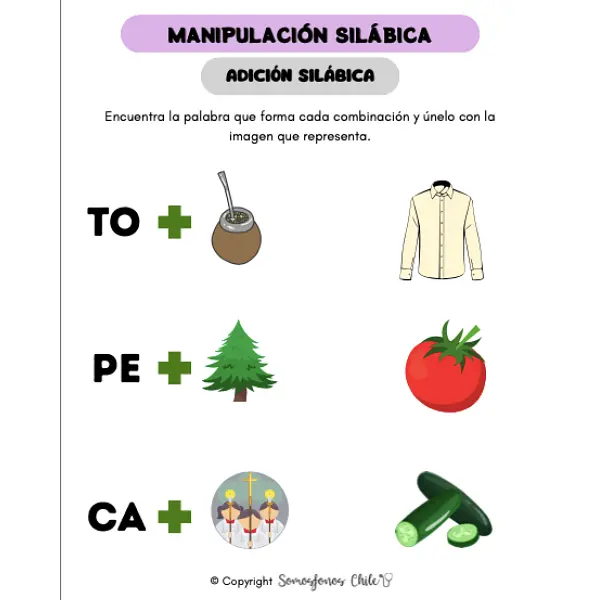 MANIPULACIÓN SILÁBICA
ADICIÓN SILÁBICA
Encuentra la palabra que forma cada combinación y únelo con la
imagen que representa.
TO +
PE +
CA +
© Copyright Somosfonos Chile